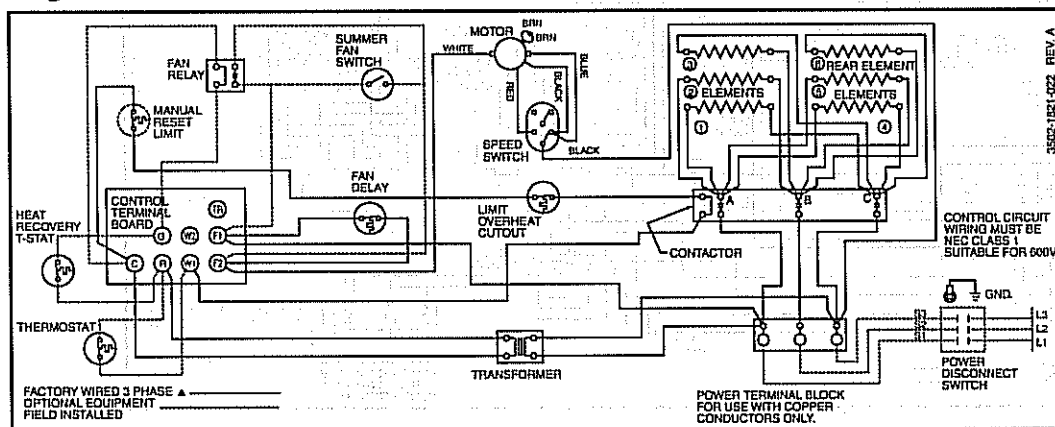 MOTOR
BRN
BRN
WHITE
SUMMER
FAN
SWITCH
FAN
RELAY
MANUAL
RESET
LIMIT
RED
BLACK
BLUE
SPEED
SWITCH
BLACK
3
6 REAR ELEMENT
2 ELEMENTS
5 ELEMENTS
1
4
3502-1531-022 REV. A
FAN
DELAY
LIMIT
OVERHEAT
CUTOUT
A
B
C
CONTACTOR
CONTROL CIRCUIT
WIRING MUST BE
NEC CLASS 1
SUITABLE FOR 600V
HEAT
RECOVERY
T-STAT
CONTROL
TERMINAL
BOARD
TR
G
W2
F1
C
R
W1
F2
THERMOSTAT
TRANSFORMER
GND.
L3
L2
L1
POWER
DISCONNECT
SWITCH
POWER TERMINAL BLOCK
FOR USE WITH COPPER
CONDUCTORS ONLY.
FACTORY WIRED 3 PHASE ▲
OPTIONAL EQUIPMENT
FIELD INSTALLED